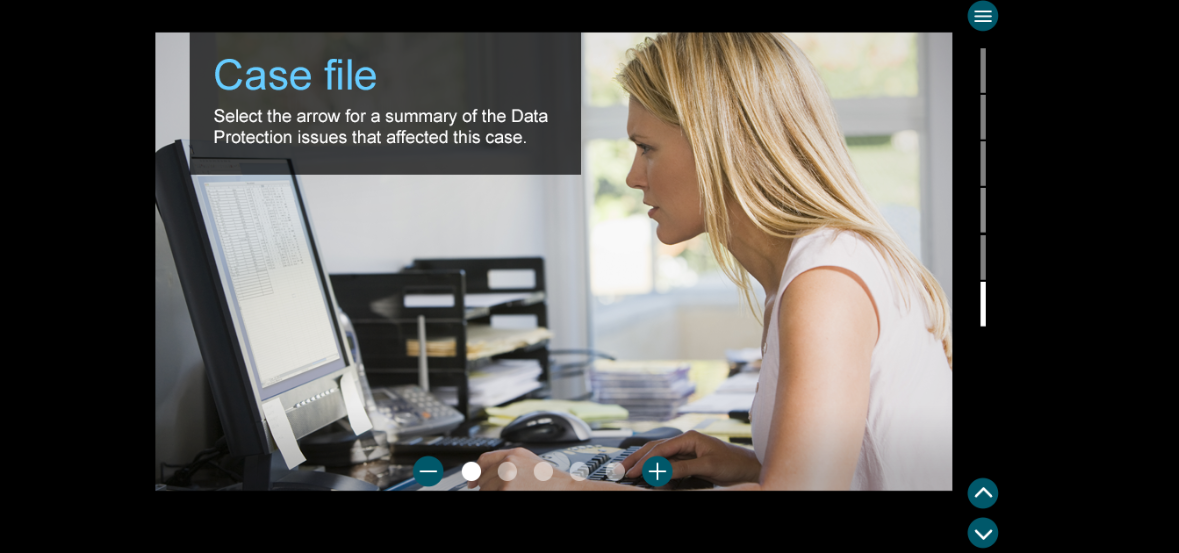 Case file
Select the arrow for a summary of the Data
Protection issues that affected this case.